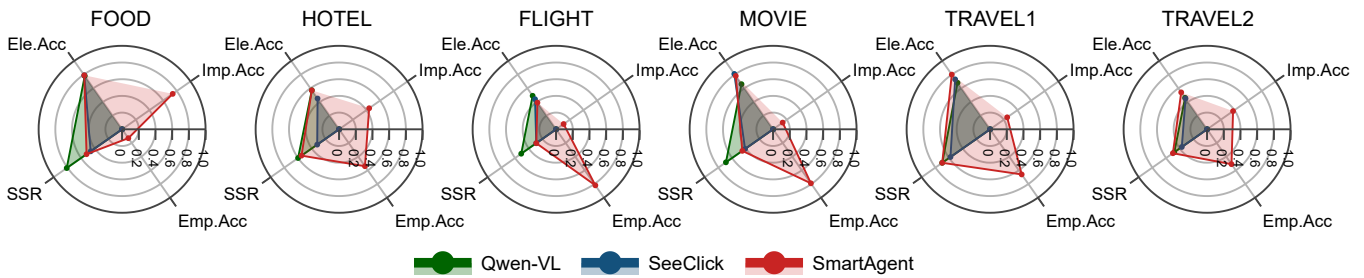 FOOD HOTEL FLIGHT MOVIE TRAVEL1 TRAVEL2
Ele.Acc Ele.Acc Ele.Acc Ele.Acc Ele.Acc Ele.Acc
Imp.Acc Imp.Acc Imp.Acc Imp.Acc Imp.Acc Imp.Acc
0 0.2 0.4 0.6 0.8 1.0 0 0.2 0.4 0.6 0.8 1.0 0 0.2 0.4 0.6 0.8 1.0 0 0.2 0.4 0.6 0.8 1.0 0 0.2 0.4 0.6 0.8 1.0 0 0.2 0.4 0.6 0.8 1.0
SSR SSR SSR SSR SSR SSR
Emp.Acc Emp.Acc Emp.Acc Emp.Acc Emp.Acc Emp.Acc
Qwen-VL SeeClick SmartAgent